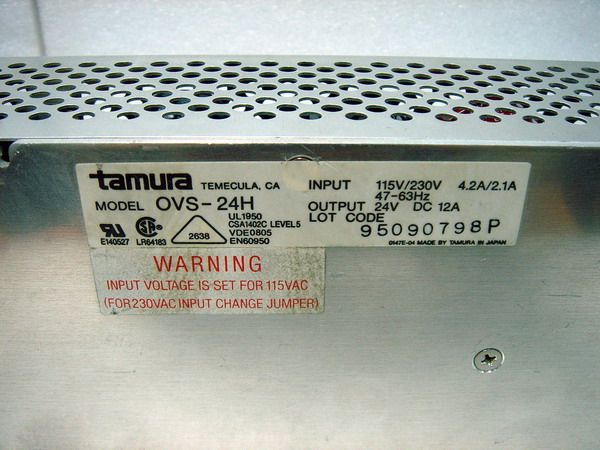 tamura TEMECULA, CA
MODEL OVS-24H
UL1950
CSA1402C LEVEL5
VDE0805
EN60950
E140527 LR64183 2638
INPUT 115V/230V 4.2A/2.1A
47-63Hz
OUTPUT 24V DC 12A
LOT CODE
95090798P
0147E-04 MADE BY TAMURA IN JAPAN
WARNING
INPUT VOLTAGE IS SET FOR 115VAC
(FOR230VAC INPUT CHANGE JUMPER)